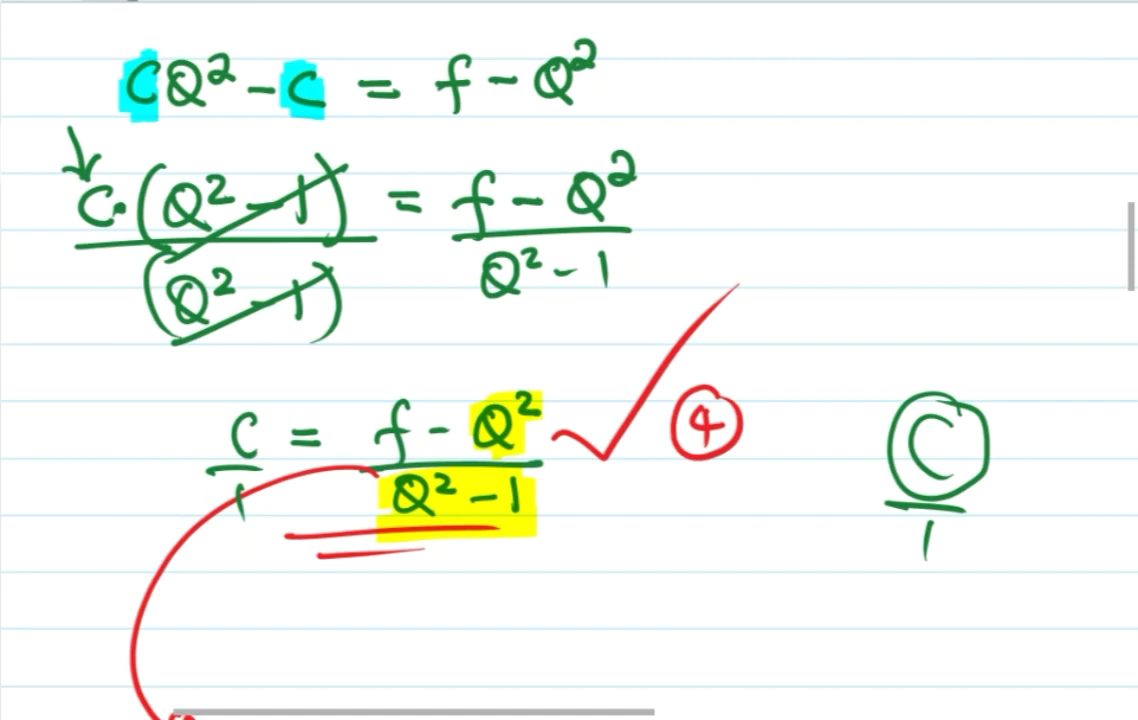 CQ² - C = f - Q²
C·(Q² - 1) / (Q² - 1) = (f - Q²) / (Q² - 1)
C / 1 = (f - Q²) / (Q² - 1) ✓ ④ Ⓒ / 1